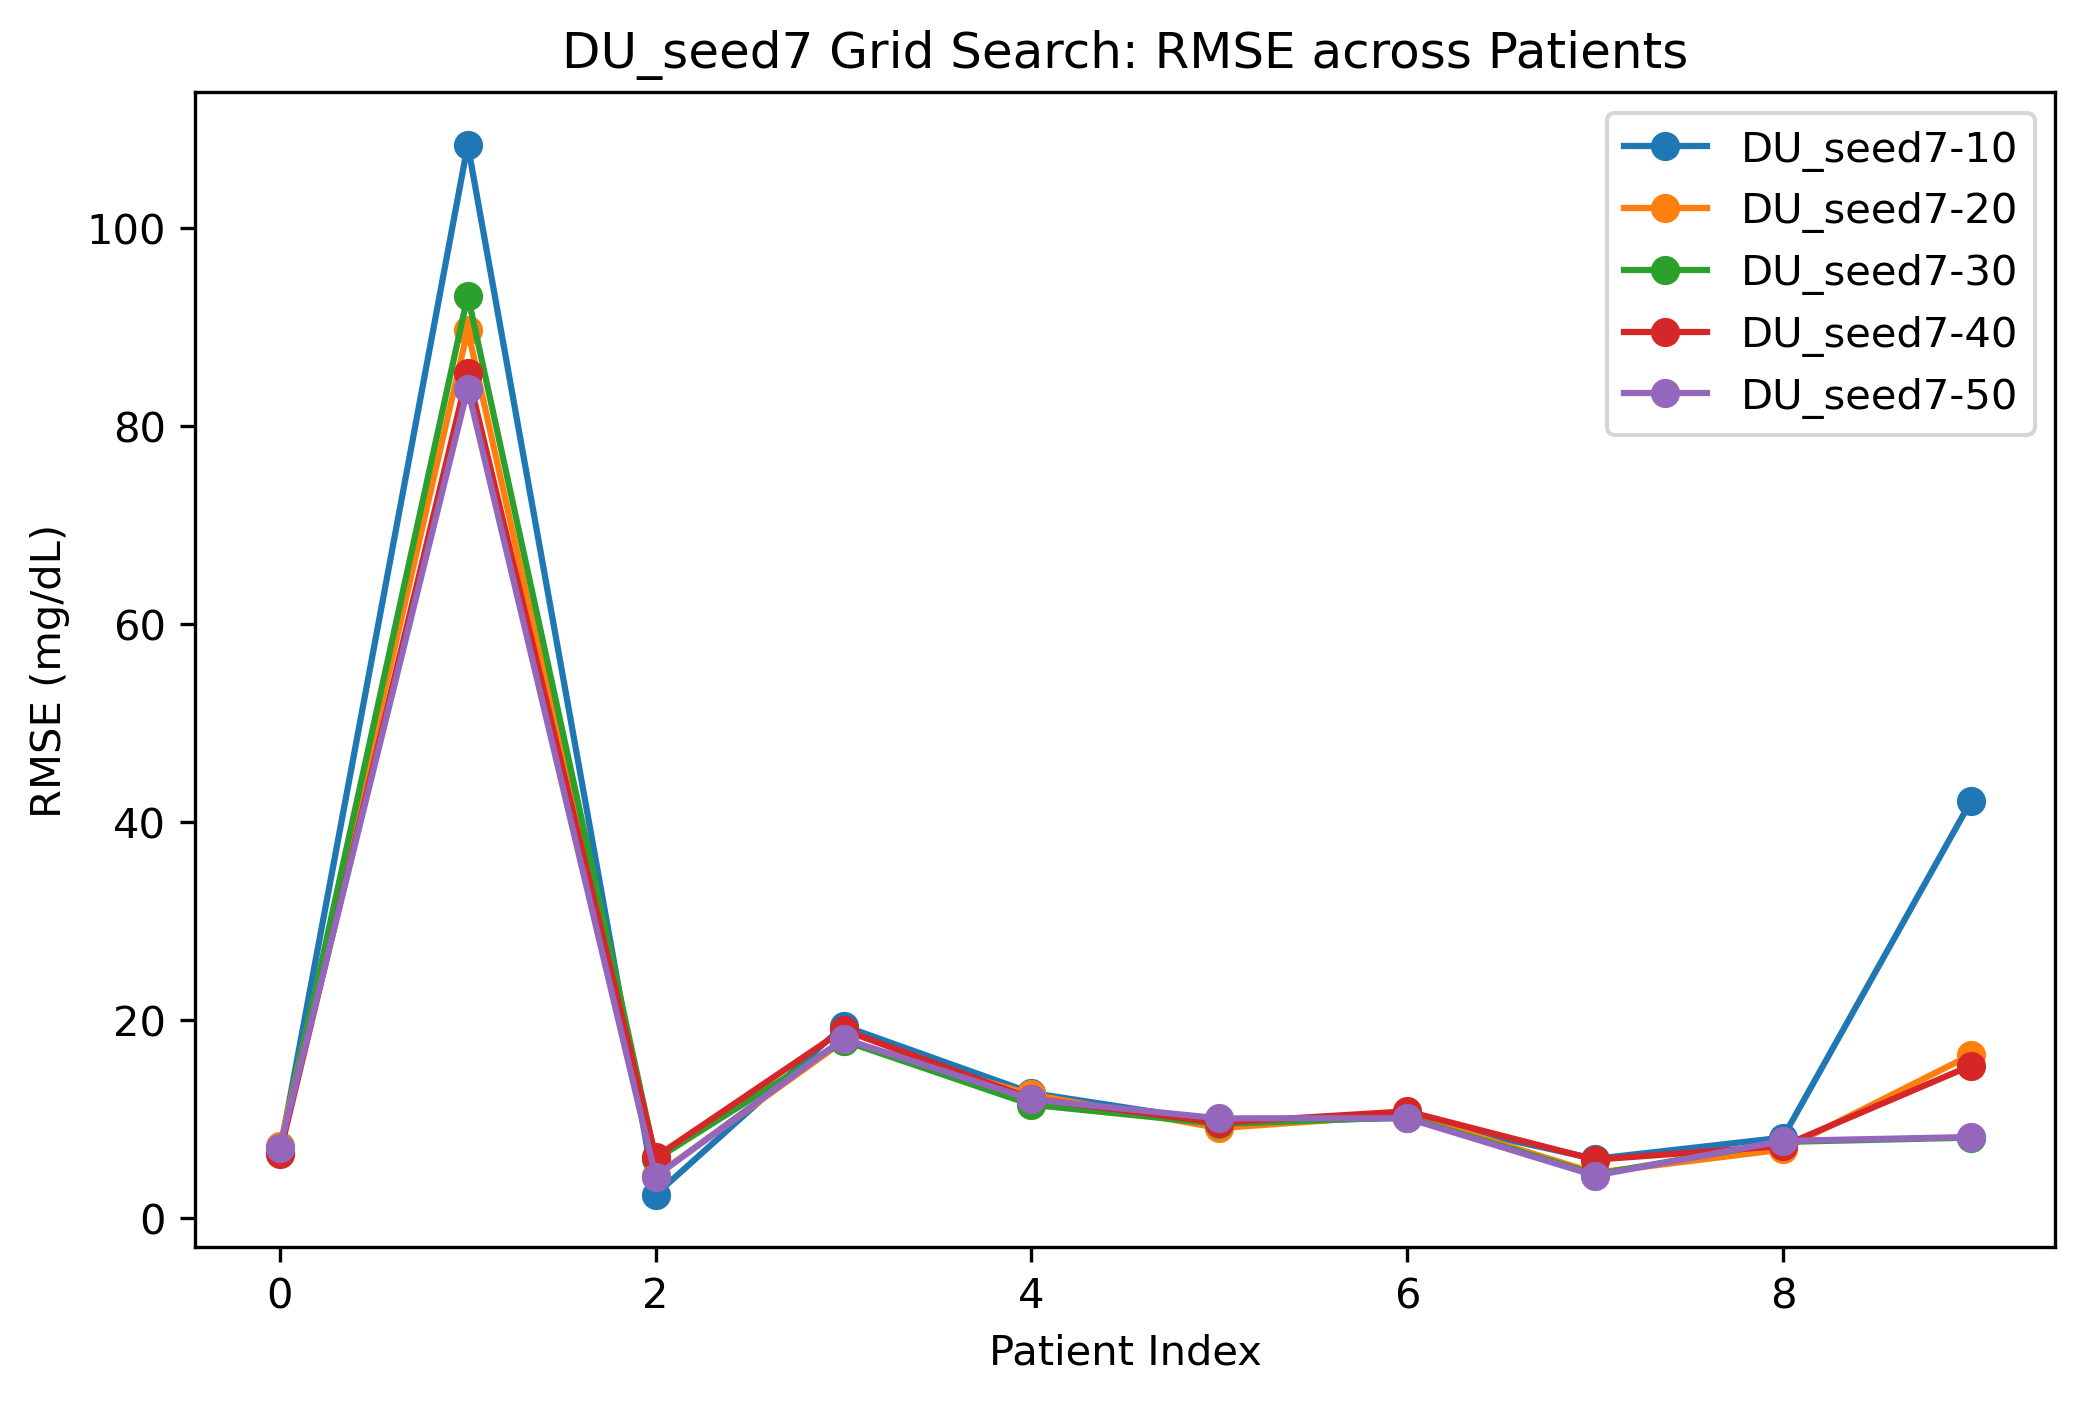 DU_seed7 Grid Search: RMSE across Patients
DU_seed7-10
DU_seed7-20
DU_seed7-30
DU_seed7-40
DU_seed7-50
RMSE (mg/dL)
100
80
60
40
20
0
0 2 4 6 8
Patient Index